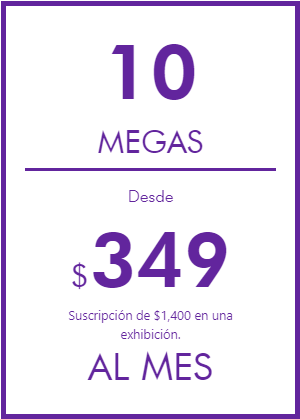 10
MEGAS
Desde
$349
Suscripción de $1,400 en una
exhibición.
AL MES